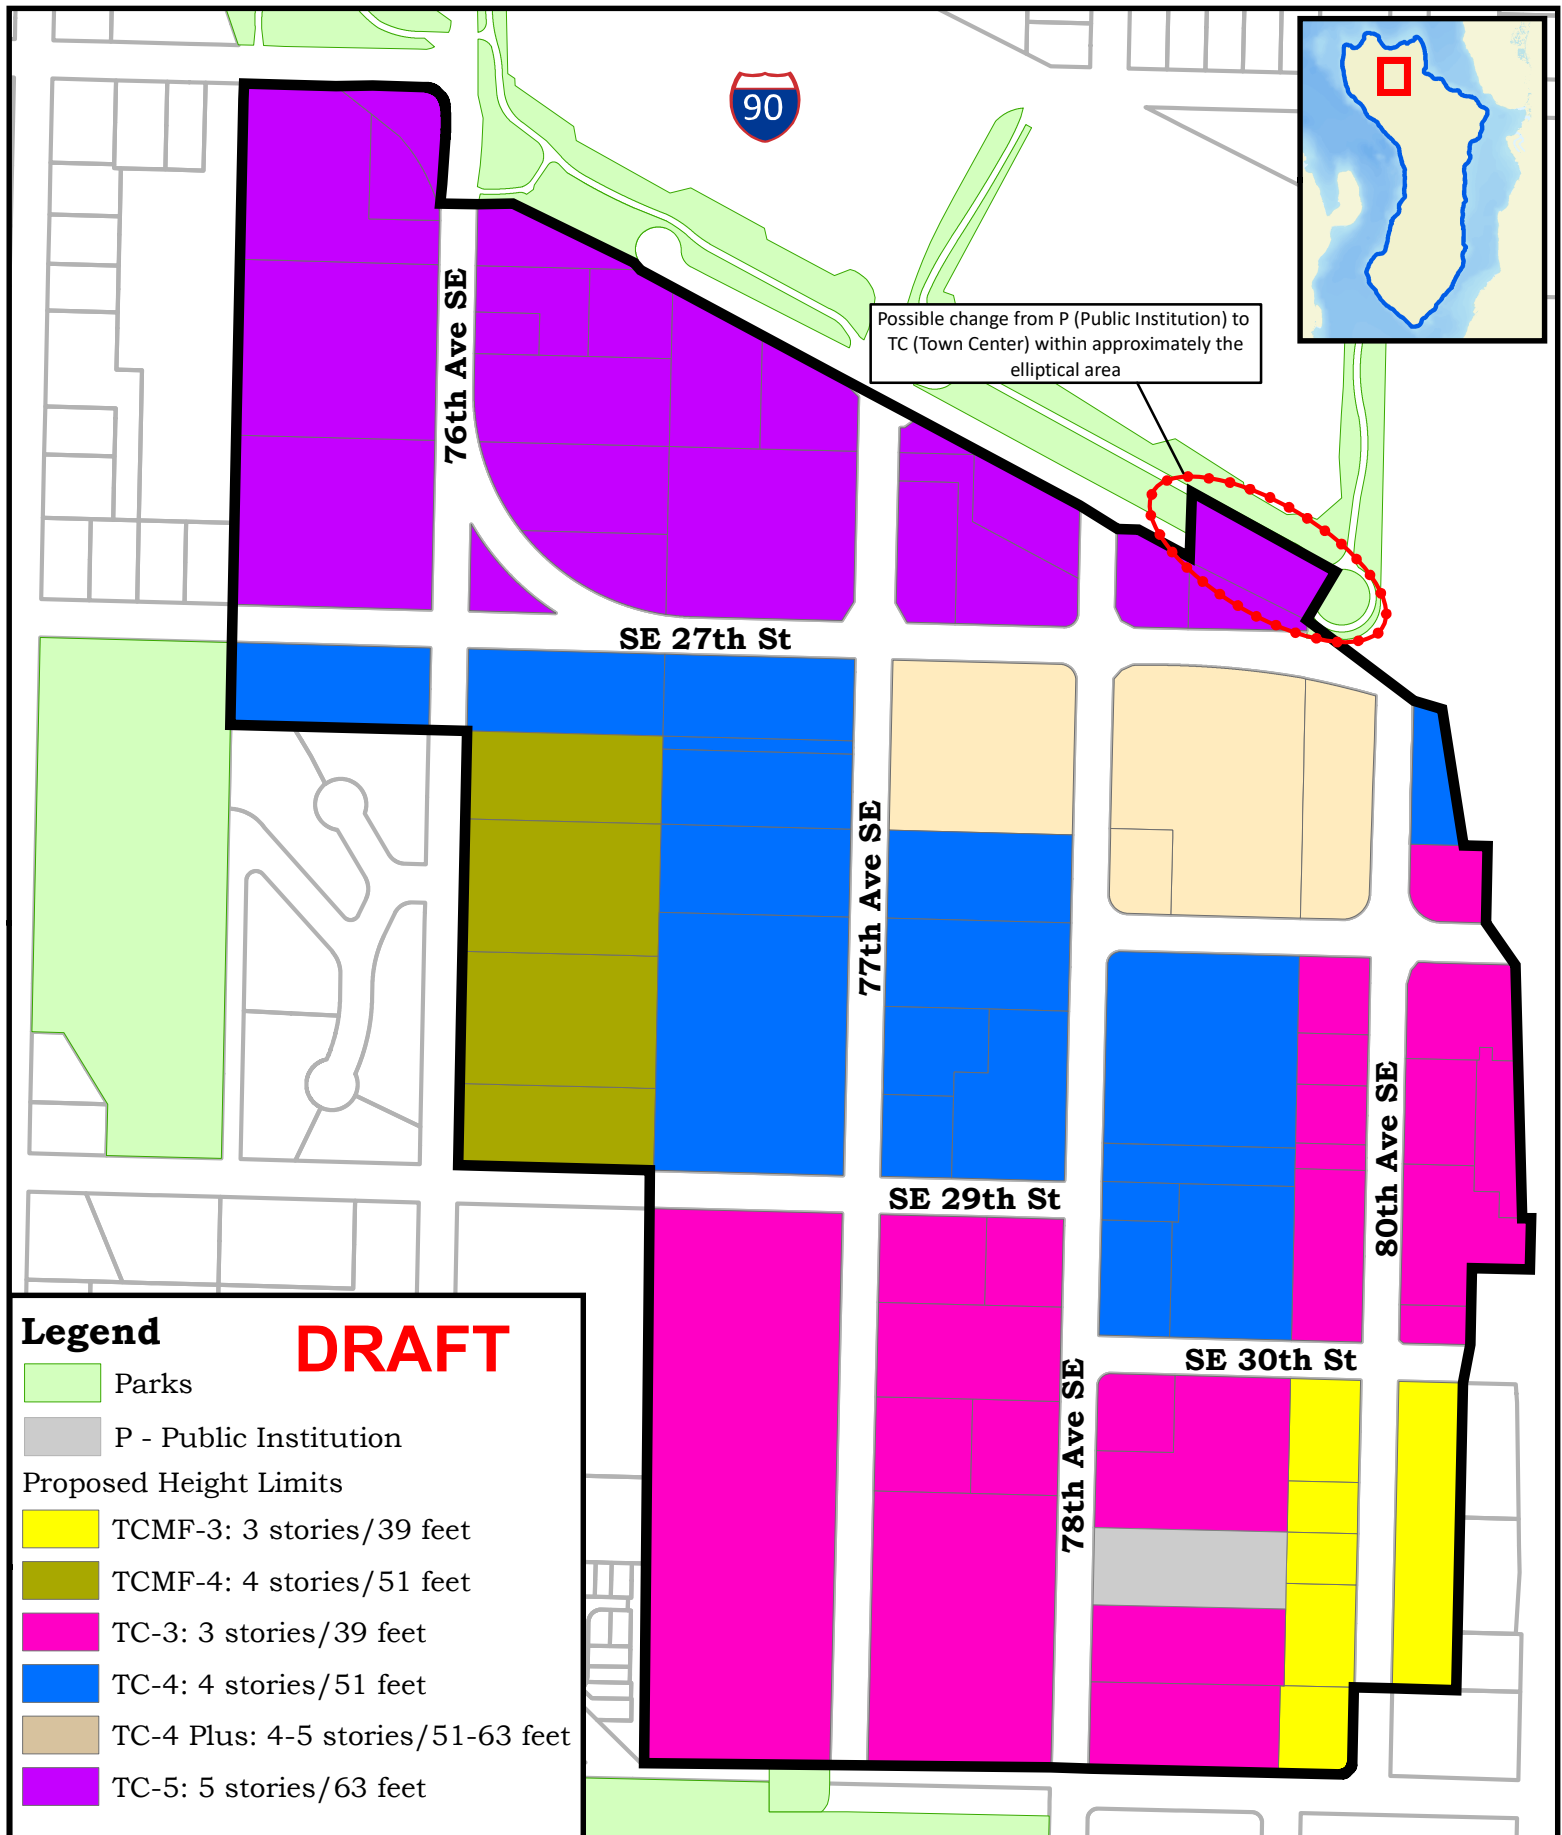 90
Possible change from P (Public Institution) to
TC (Town Center) within approximately the
elliptical area
76th Ave SE
SE 27th St
77th Ave SE
80th Ave SE
SE 29th St
SE 30th St
78th Ave SE
Legend
DRAFT
Parks
P - Public Institution
Proposed Height Limits
TCMF-3: 3 stories/39 feet
TCMF-4: 4 stories/51 feet
TC-3: 3 stories/39 feet
TC-4: 4 stories/51 feet
TC-4 Plus: 4-5 stories/51-63 feet
TC-5: 5 stories/63 feet